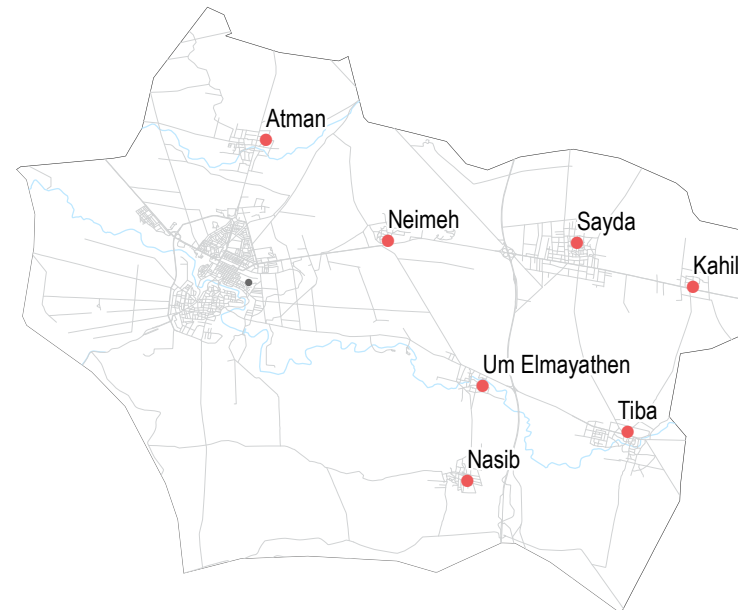 Atman
Neimeh
Sayda
Kahil
Um Elmayathen
Tiba
Nasib